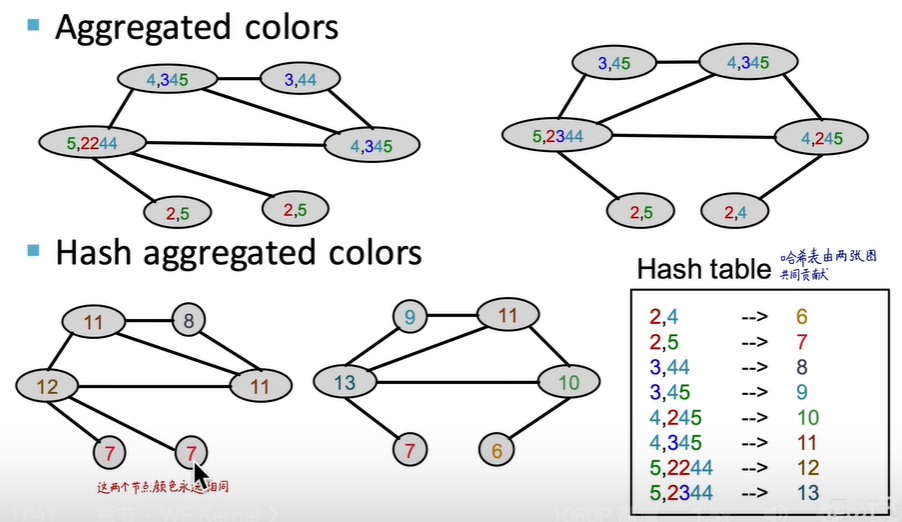 Aggregated colors
4,345
3,44
5,2244
4,345
2,5
2,5
3,45
4,345
5,2344
4,245
2,5
2,4
Hash aggregated colors
11
8
12
11
7
7
这两个节点颜色永远相同
9
11
13
10
7
6
Hash table
哈希表由两张图
共同贡献
2,4 --> 6
2,5 --> 7
3,44 --> 8
3,45 --> 9
4,245 --> 10
4,345 --> 11
5,2244 --> 12
5,2344 --> 13